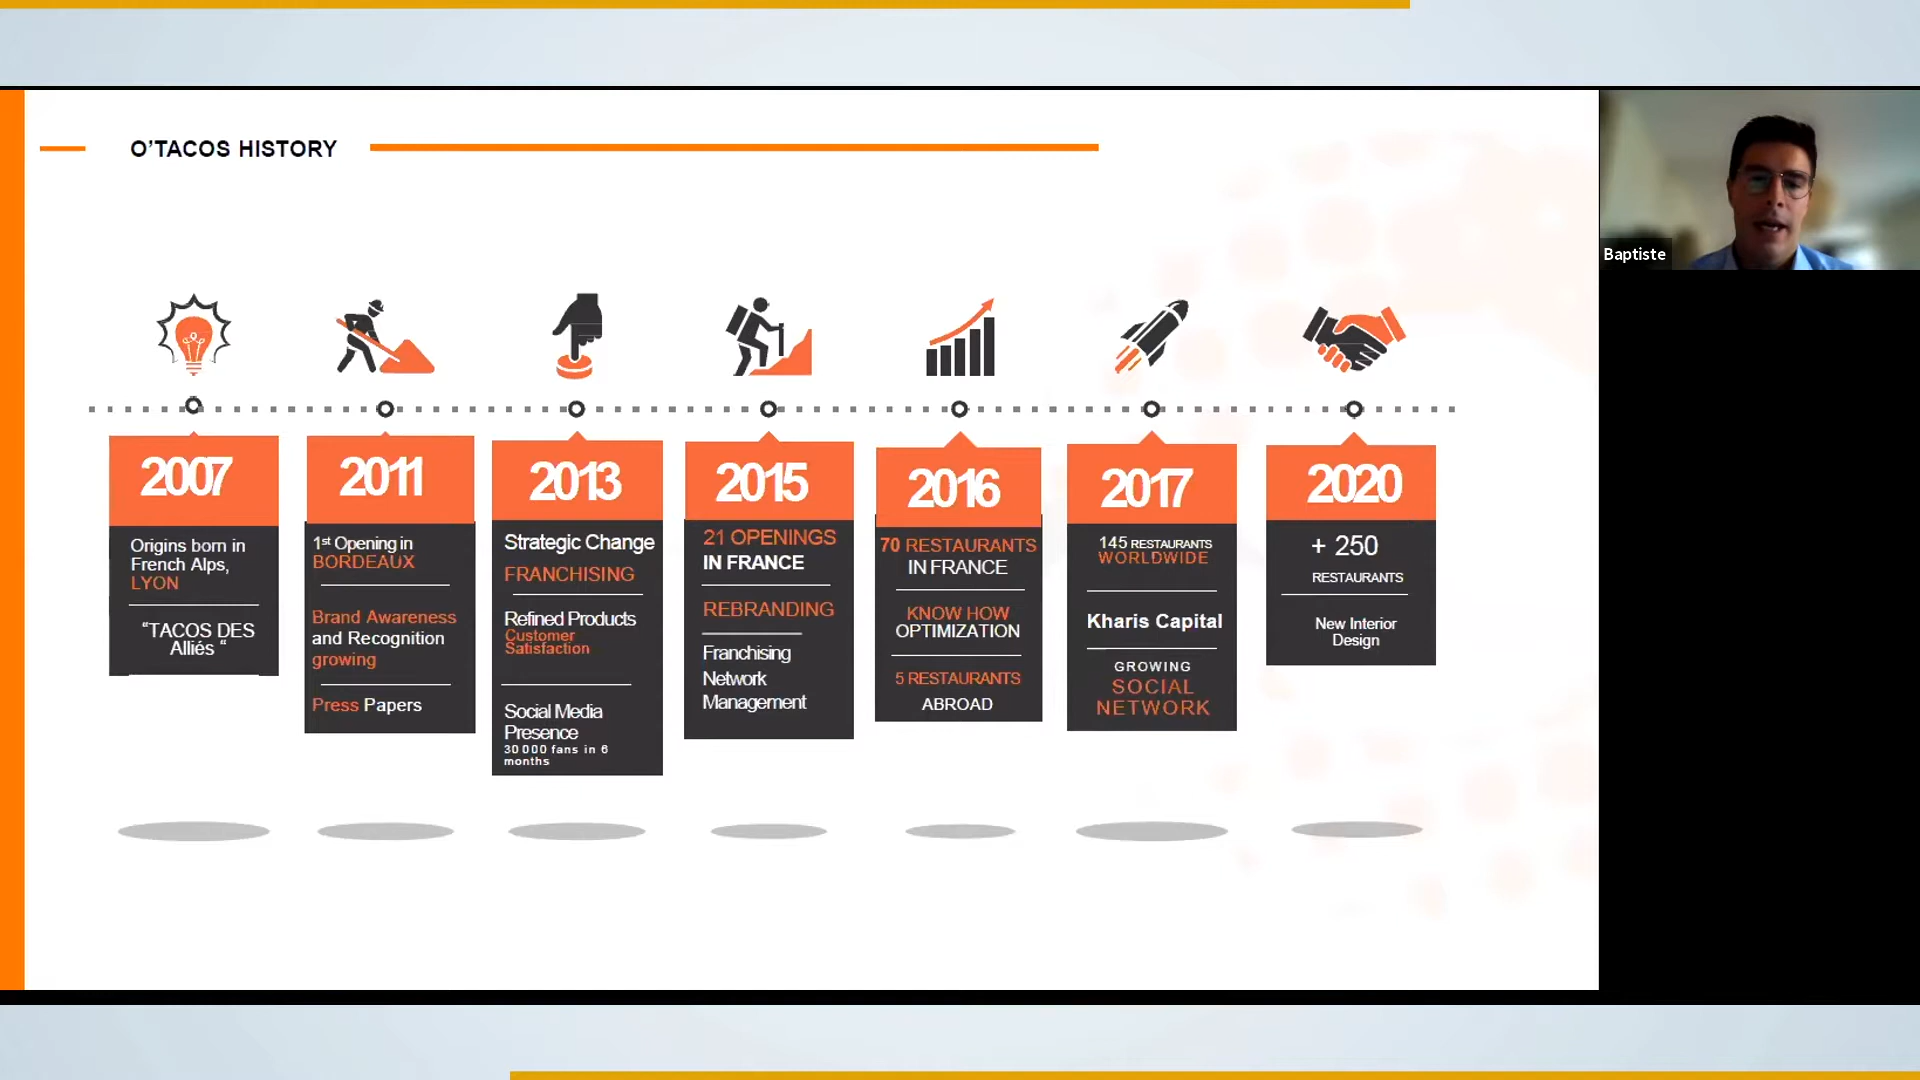 O'TACOS HISTORY
Baptiste
2007
Origins born in
French Alps,
LYON
“TACOS DES
Alliés “
2011
1st Opening in
BORDEAUX
Brand Awareness
and Recognition
growing
Press Papers
2013
Strategic Change
FRANCHISING
Refined Products
Customer
Satisfaction
Social Media
Presence
30 000 fans in 6
months
2015
21 OPENINGS
IN FRANCE
REBRANDING
Franchising
Network
Management
2016
70 RESTAURANTS
IN FRANCE
KNOW HOW
OPTIMIZATION
5 RESTAURANTS
ABROAD
2017
145 RESTAURANTS
WORLDWIDE
Kharis Capital
GROWING
SOCIAL
NETWORK
2020
+ 250
RESTAURANTS
New Interior
Design